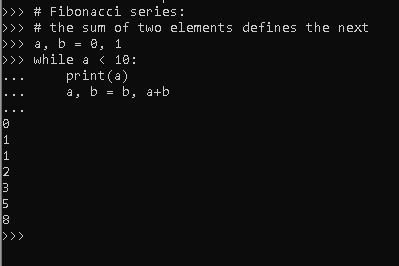 >>> # Fibonacci series:
>>> # the sum of two elements defines the next
>>> a, b = 0, 1
>>> while a < 10:
...     print(a)
...     a, b = b, a+b
...
0
1
1
2
3
5
8
>>>